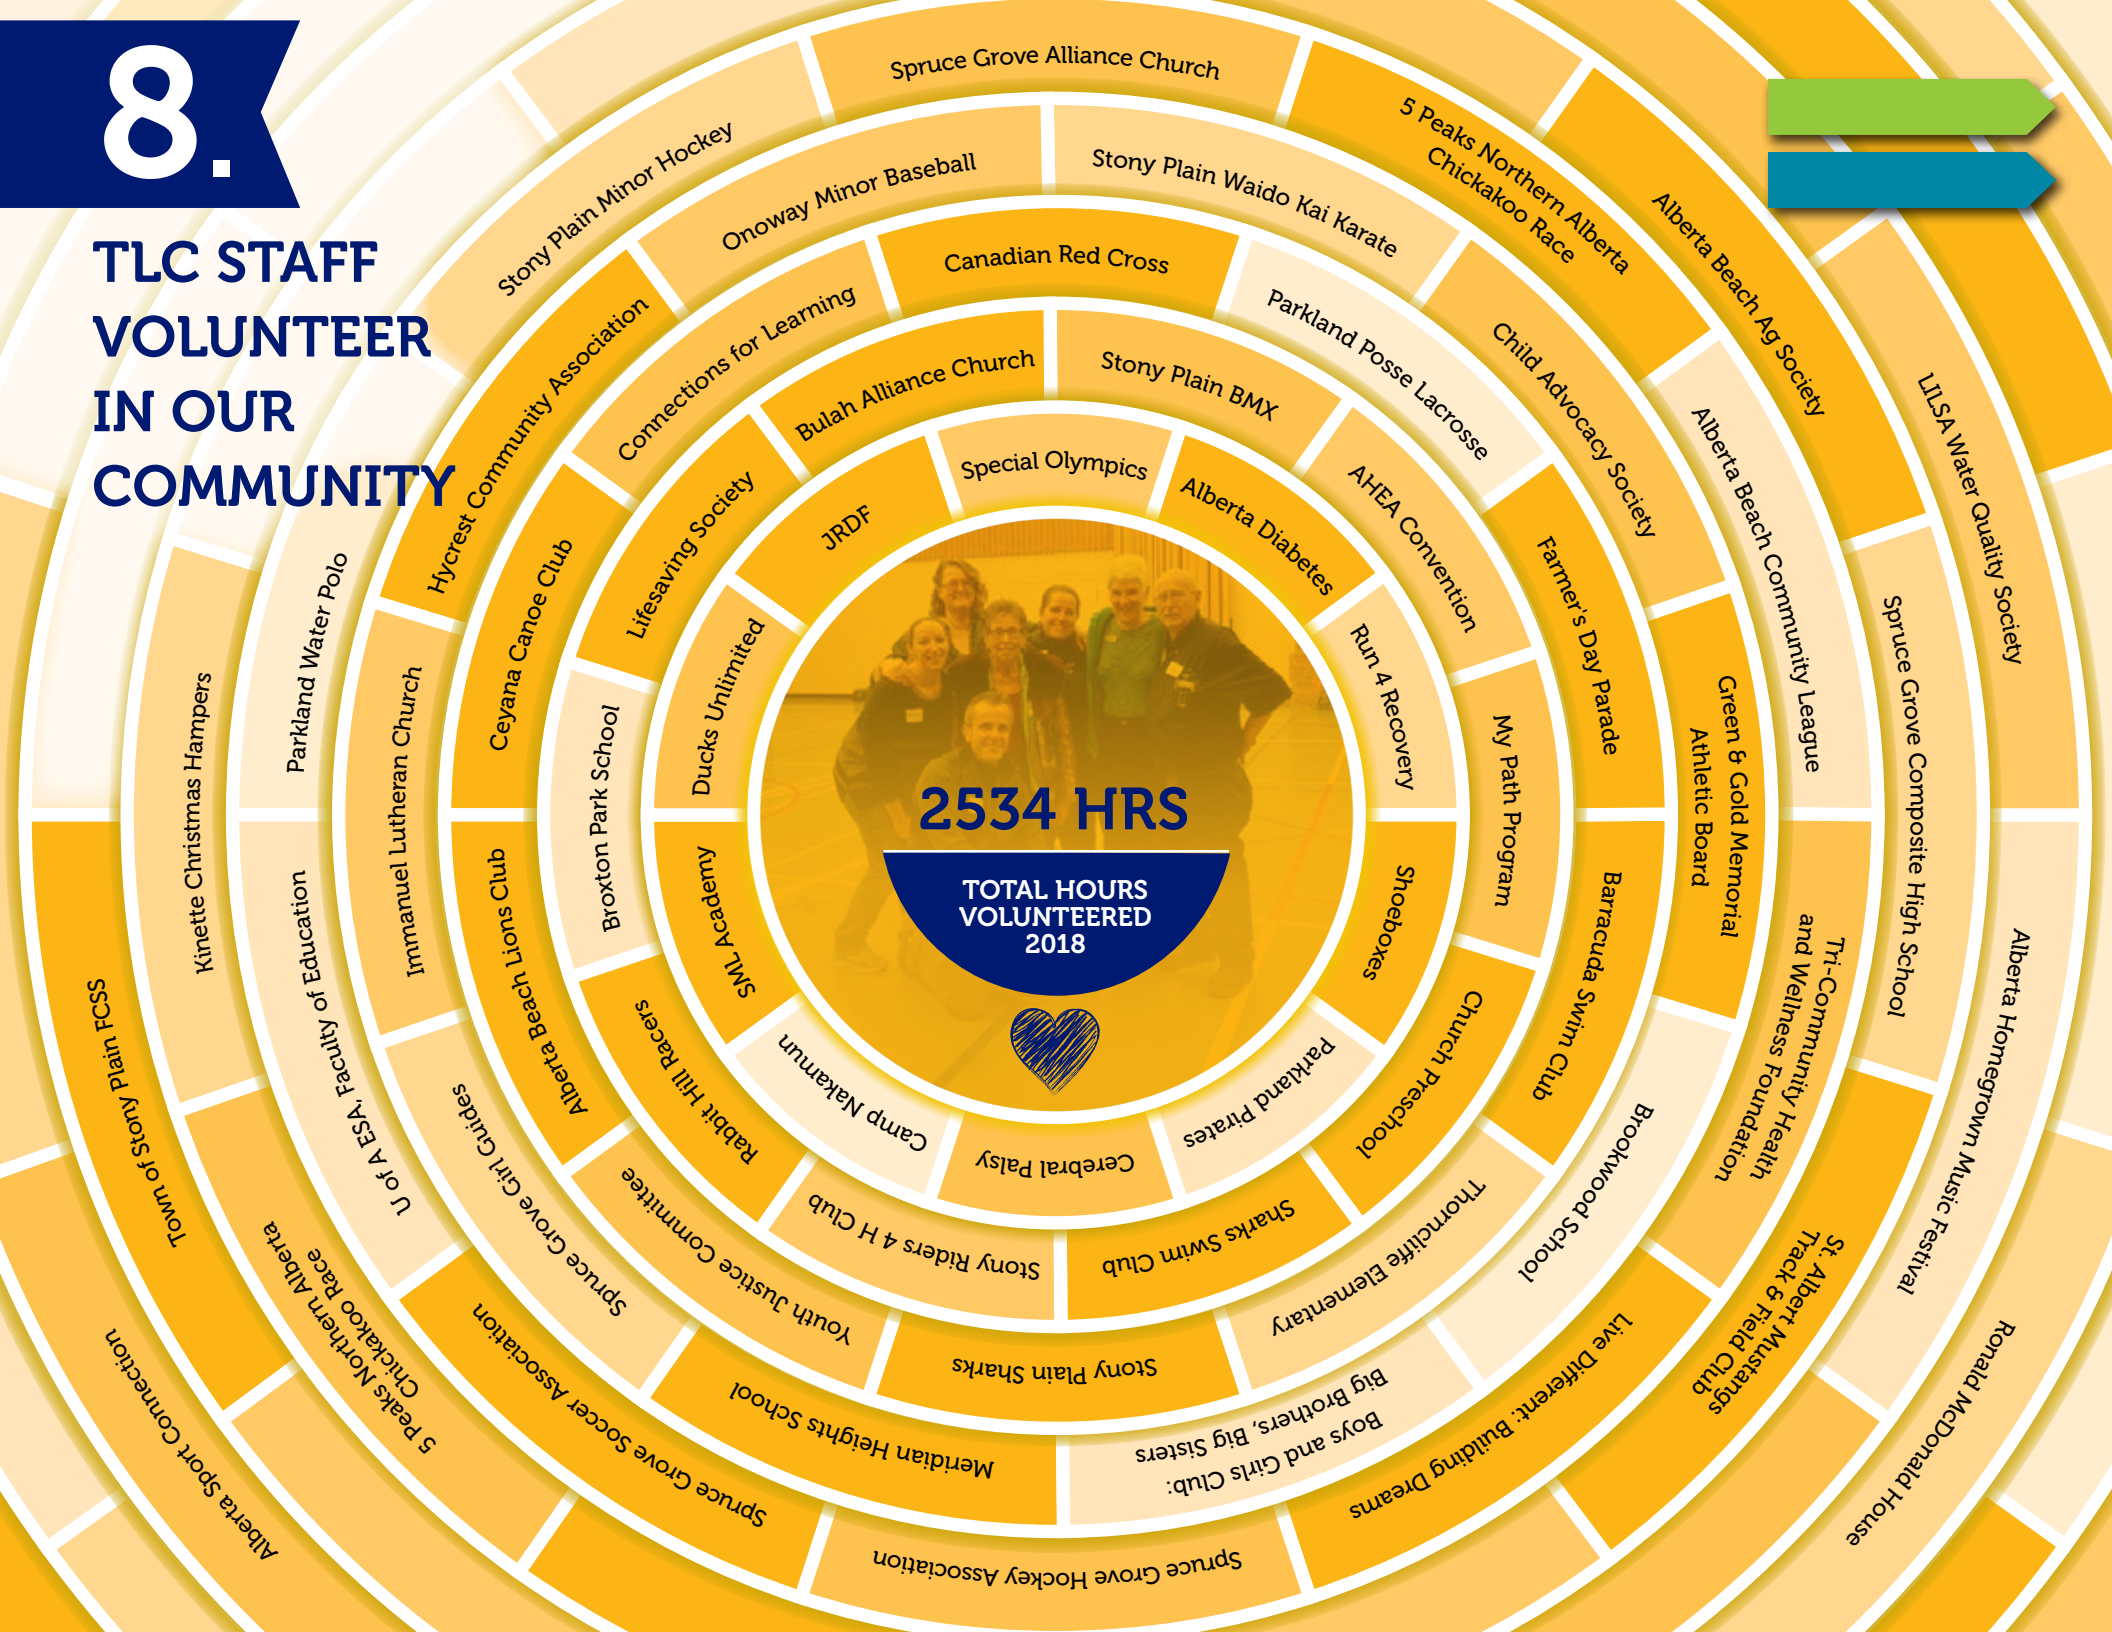 8.
TLC STAFF
VOLUNTEER
IN OUR
COMMUNITY
2534 HRS
TOTAL HOURS
VOLUNTEERED
2018
Special Olympics
Alberta Diabetes
Run 4 Recovery
Shoeboxes
Parkland Pirates
Cerebral Palsy
Camp Nakamun
SML Academy
Ducks Unlimited
JRDF
Stony Plain BMX
AHEA Convention
My Path Program
Church Preschool
Sharks Swim Club
Stony Riders 4 H Club
Rabbit Hill Racers
Broxton Park School
Lifesaving Society
Bulah Alliance Church
Canadian Red Cross
Parkland Posse Lacrosse
Farmer's Day Parade
Barracuda Swim Club
Thorncliffe Elementary
Stony Plain Sharks
Youth Justice Committee
Alberta Beach Lions Club
Ceyana Canoe Club
Connections for Learning
Stony Plain Waido Kai Karate
Child Advocacy Society
Green & Gold Memorial
Athletic Board
Brookwood School
Boys and Girls Club:
Big Brothers, Big Sisters
Meridian Heights School
Spruce Grove Girl Guides
Immanuel Lutheran Church
Hycrest Community Association
Onoway Minor Baseball
Spruce Grove Alliance Church
5 Peaks Northern Alberta
Chickakoo Race
Alberta Beach Community League
Tri-Community Health
and Wellness Foundation
Live Different: Building Dreams
Spruce Grove Hockey Association
Spruce Grove Soccer Association
U of A ESA, Faculty of Education
Parkland Water Polo
Stony Plain Minor Hockey
Alberta Beach Ag Society
Spruce Grove Composite High School
St. Albert Mustangs
Track & Field Club
5 Peaks Northern Alberta
Chickakoo Race
Kinette Christmas Hampers
LILSA Water Quality Society
Alberta Homegrown Music Festival
Town of Stony Plain FCSS
Ronald McDonald House
Alberta Sport Connection